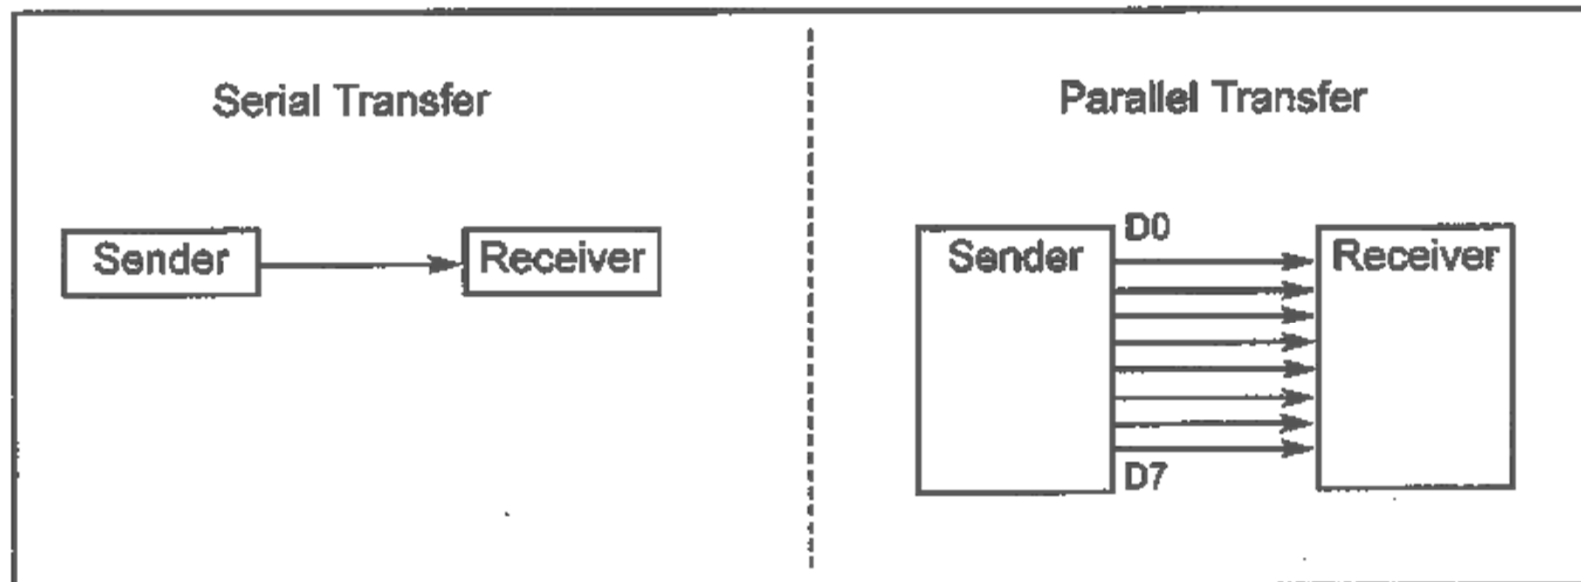 Serial Transfer
Sender
Receiver
Parallel Transfer
D0
Sender
Receiver
D7